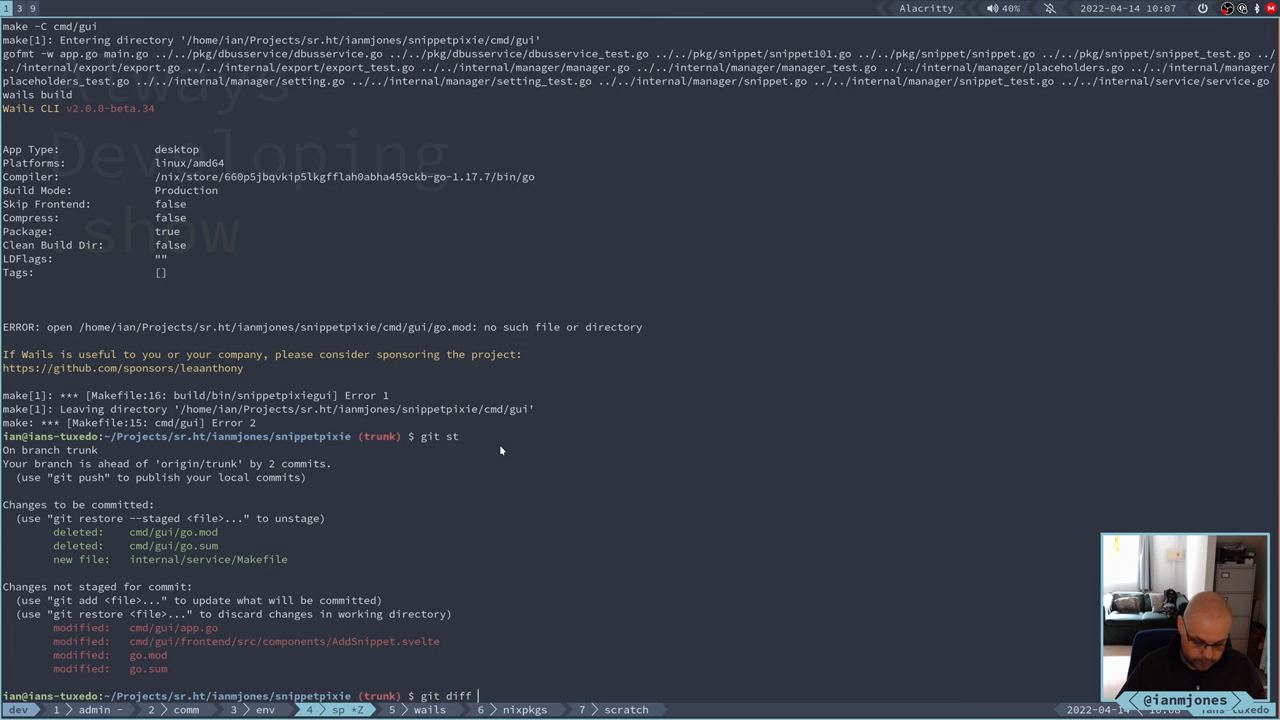 1 3 9
Alacritty 40% 2022-04-14 10:07
make -C cmd/gui
make[1]: Entering directory '/home/ian/Projects/sr.ht/ianmjones/snippetpixie/cmd/gui'
gofmt -w app.go main.go ../../pkg/dbusservice/dbusservice.go ../../pkg/dbusservice/dbusservice_test.go ../../pkg/snippet/snippet101.go ../../pkg/snippet/snippet.go ../../pkg/snippet/snippet_test.go ../
../internal/export/export.go ../../internal/export/export_test.go ../../internal/manager/manager.go ../../internal/manager/manager_test.go ../../internal/manager/placeholders.go ../../internal/manager/
placeholders_test.go ../../internal/manager/setting.go ../../internal/manager/setting_test.go ../../internal/manager/snippet.go ../../internal/manager/snippet_test.go ../../internal/service/service.go
wails build
Wails CLI v2.0.0-beta.34
Always
Developing
show
App Type: desktop
Platforms: linux/amd64
Compiler: /nix/store/660p5jbqvkip5lkgfflah0abha459ckb-go-1.17.7/bin/go
Build Mode: Production
Skip Frontend: false
Compress: false
Package: true
Clean Build Dir: false
LDFlags: ""
Tags: []
ERROR: open /home/ian/Projects/sr.ht/ianmjones/snippetpixie/cmd/gui/go.mod: no such file or directory
If Wails is useful to you or your company, please consider sponsoring the project:
https://github.com/sponsors/leaanthony
make[1]: *** [Makefile:16: build/bin/snippetpixiegui] Error 1
make[1]: Leaving directory '/home/ian/Projects/sr.ht/ianmjones/snippetpixie/cmd/gui'
make: *** [Makefile:15: cmd/gui] Error 2
ian@ians-tuxedo:~/Projects/sr.ht/ianmjones/snippetpixie (trunk) $ git st
On branch trunk
Your branch is ahead of 'origin/trunk' by 2 commits.
(use "git push" to publish your local commits)
Changes to be committed:
(use "git restore --staged <file>..." to unstage)
deleted: cmd/gui/go.mod
deleted: cmd/gui/go.sum
new file: internal/service/Makefile
Changes not staged for commit:
(use "git add <file>..." to update what will be committed)
(use "git restore <file>..." to discard changes in working directory)
modified: cmd/gui/app.go
modified: cmd/gui/frontend/src/components/AddSnippet.svelte
modified: go.mod
modified: go.sum
ian@ians-tuxedo:~/Projects/sr.ht/ianmjones/snippetpixie (trunk) $ git diff
@ianmjones
dev 1 admin - 2 comm 3 env 4 sp *Z 5 wails 6 nixpkgs 7 scratch